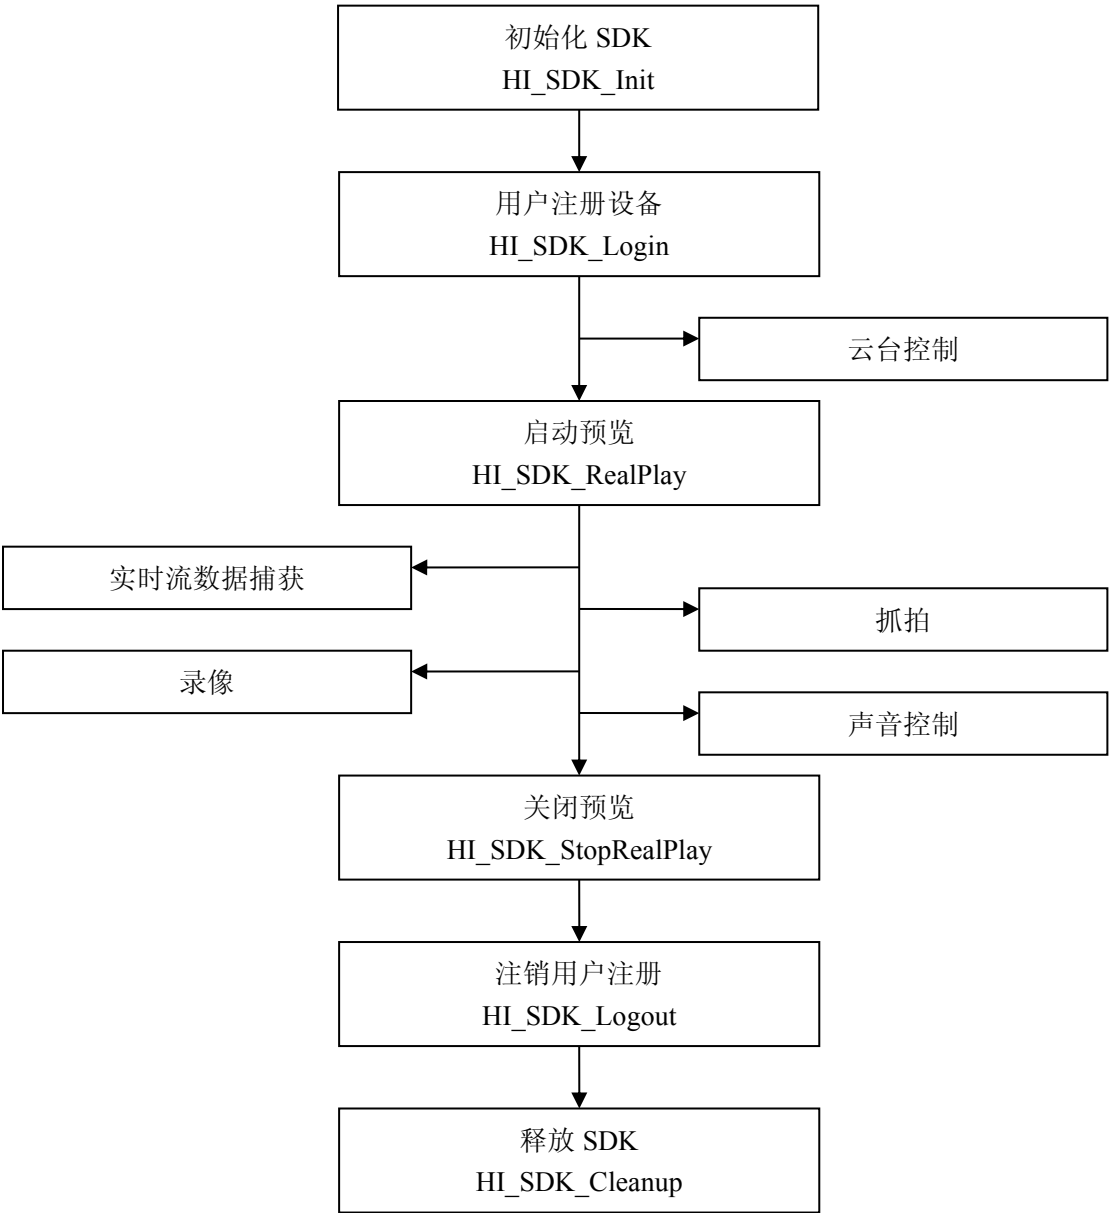 初始化 SDK
HI_SDK_Init
用户注册设备
HI_SDK_Login
云台控制
启动预览
HI_SDK_RealPlay
实时流数据捕获
抓拍
录像
声音控制
关闭预览
HI_SDK_StopRealPlay
注销用户注册
HI_SDK_Logout
释放 SDK
HI_SDK_Cleanup